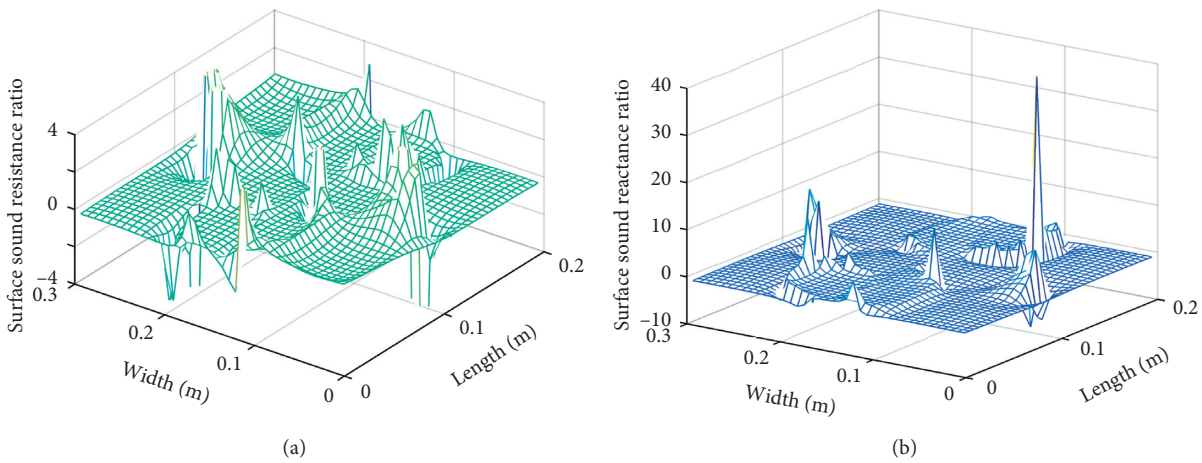 Surface sound resistance ratio
4
0
−4
0.3
0.2
0.1
0
Width (m)
0
0.1
0.2
Length (m)
(a)
Surface sound reactance ratio
40
30
20
10
0
−10
0.3
0.2
0.1
0
Width (m)
0
0.1
0.2
Length (m)
(b)